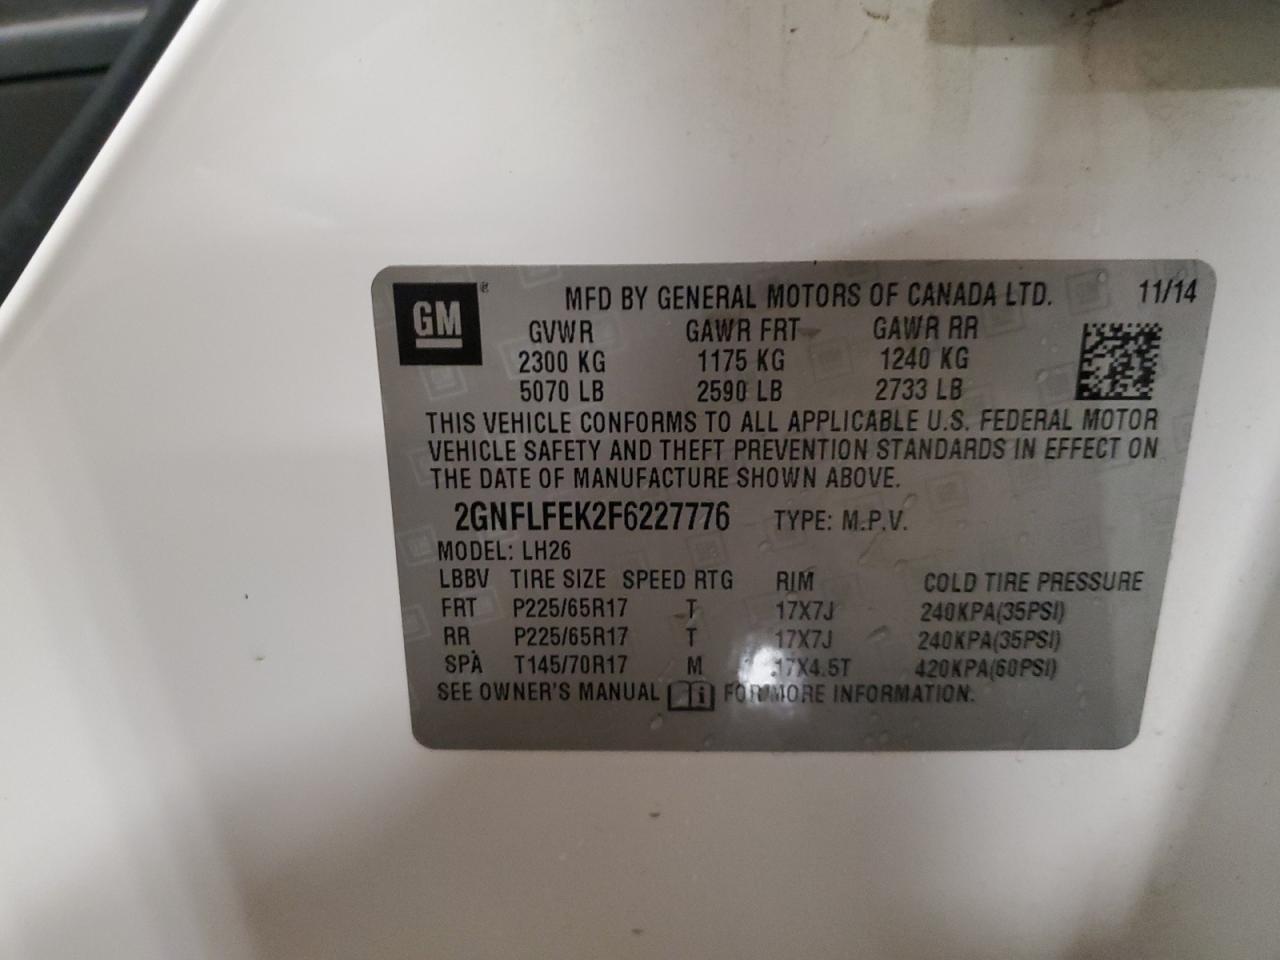 GM ® MFD BY GENERAL MOTORS OF CANADA LTD. 11/14
GVWR GAWR FRT GAWR RR
2300 KG 1175 KG 1240 KG
5070 LB 2590 LB 2733 LB
THIS VEHICLE CONFORMS TO ALL APPLICABLE U.S. FEDERAL MOTOR
VEHICLE SAFETY AND THEFT PREVENTION STANDARDS IN EFFECT ON
THE DATE OF MANUFACTURE SHOWN ABOVE.
2GNFLFEK2F6227776 TYPE: M.P.V.
MODEL: LH26
LBBV TIRE SIZE SPEED RTG RIM COLD TIRE PRESSURE
FRT P225/65R17 T 17X7J 240KPA(35PSI)
RR P225/65R17 T 17X7J 240KPA(35PSI)
SPA T145/70R17 M 17X4.5T 420KPA(60PSI)
SEE OWNER'S MANUAL i FOR MORE INFORMATION.